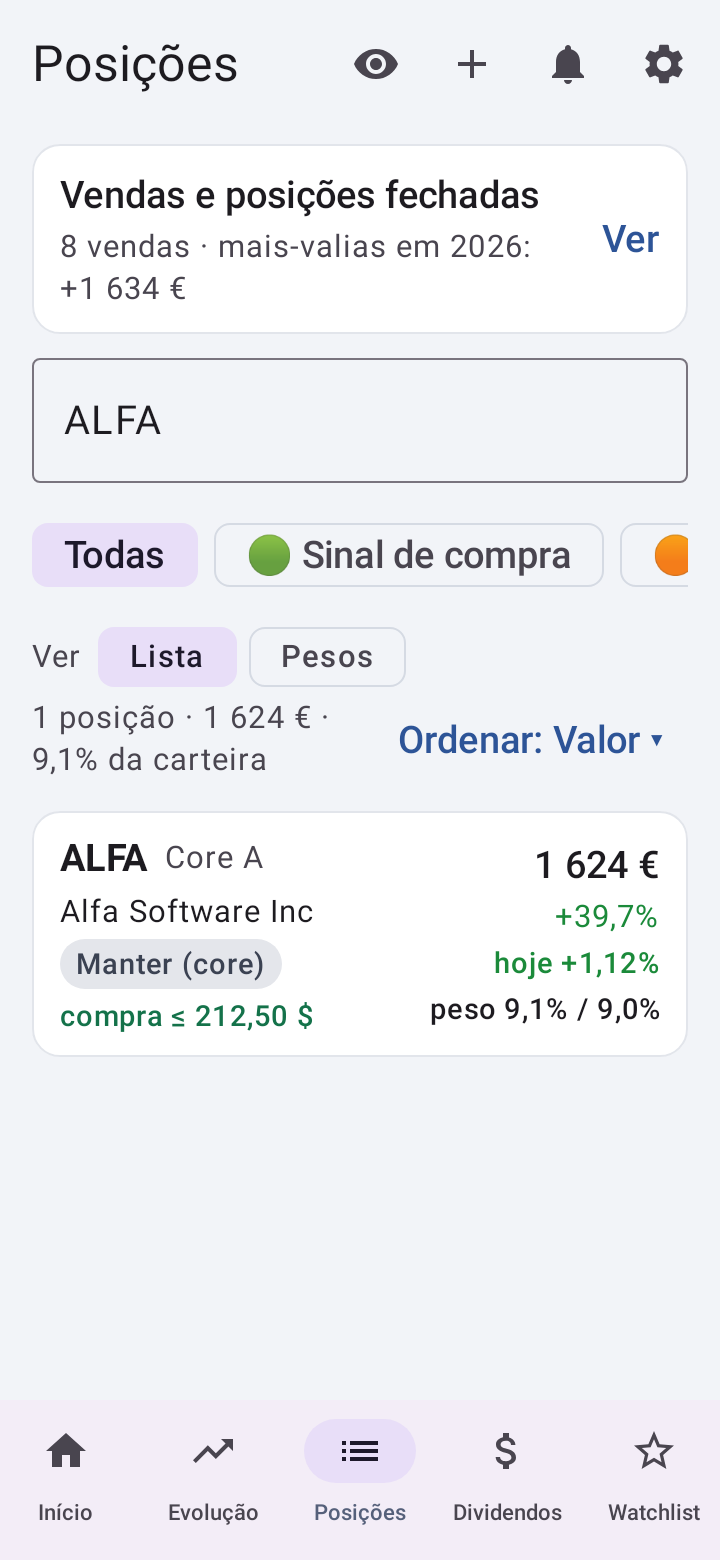 Posições
Vendas e posições fechadas
8 vendas · mais-valias em 2026:
+1 634 €
Ver
ALFA
Todas
Sinal de compra
Ver
Lista
Pesos
1 posição · 1 624 € ·
9,1% da carteira
Ordenar: Valor ▾
ALFA Core A
Alfa Software Inc
Manter (core)
compra ≤ 212,50 $
1 624 €
+39,7%
hoje +1,12%
peso 9,1% / 9,0%
Início
Evolução
Posições
Dividendos
Watchlist